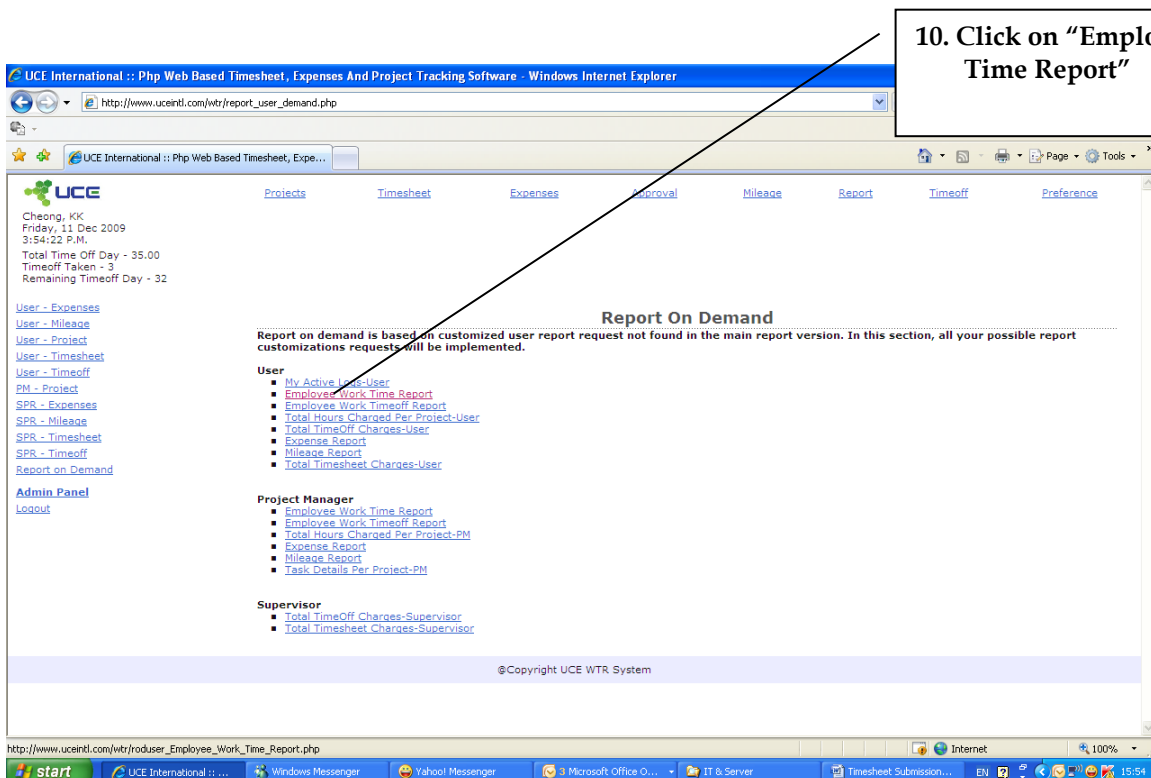 10. Click on “Emplo
Time Report”
UCE International :: Php Web Based Timesheet, Expenses And Project Tracking Software - Windows Internet Explorer
http://www.uceintl.com/wtr/report_user_demand.php
UCE International :: Php Web Based Timesheet, Expe...
Page
Tools
UCE
Projects Timesheet Expenses Approval Mileage Report Timeoff Preference
Cheong, KK
Friday, 11 Dec 2009
3:54:22 P.M.
Total Time Off Day - 35.00
Timeoff Taken - 3
Remaining Timeoff Day - 32
User - Expenses
User - Mileage
User - Project
User - Timesheet
User - Timeoff
PM - Project
SPR - Expenses
SPR - Mileage
SPR - Timesheet
SPR - Timeoff
Report on Demand
Admin Panel
Logout
Report On Demand
Report on demand is based on customized user report request not found in the main report version. In this section, all your possible report
customizations requests will be implemented.
User
My Active Logs-User
Employee Work Time Report
Employee Work Timeoff Report
Total Hours Charged Per Project-User
Total TimeOff Charges-User
Expense Report
Mileage Report
Total Timesheet Charges-User
Project Manager
Employee Work Time Report
Employee Work Timeoff Report
Total Hours Charged Per Project-PM
Expense Report
Mileage Report
Task Details Per Project-PM
Supervisor
Total TimeOff Charges-Supervisor
Total Timesheet Charges-Supervisor
@Copyright UCE WTR System
http://www.uceintl.com/wtr/roduser_Employee_Work_Time_Report.php
Internet
100%
start
UCE International :: ...
Windows Messenger
Yahoo! Messenger
3 Microsoft Office O...
IT & Server
Timesheet Submission...
EN
15:54